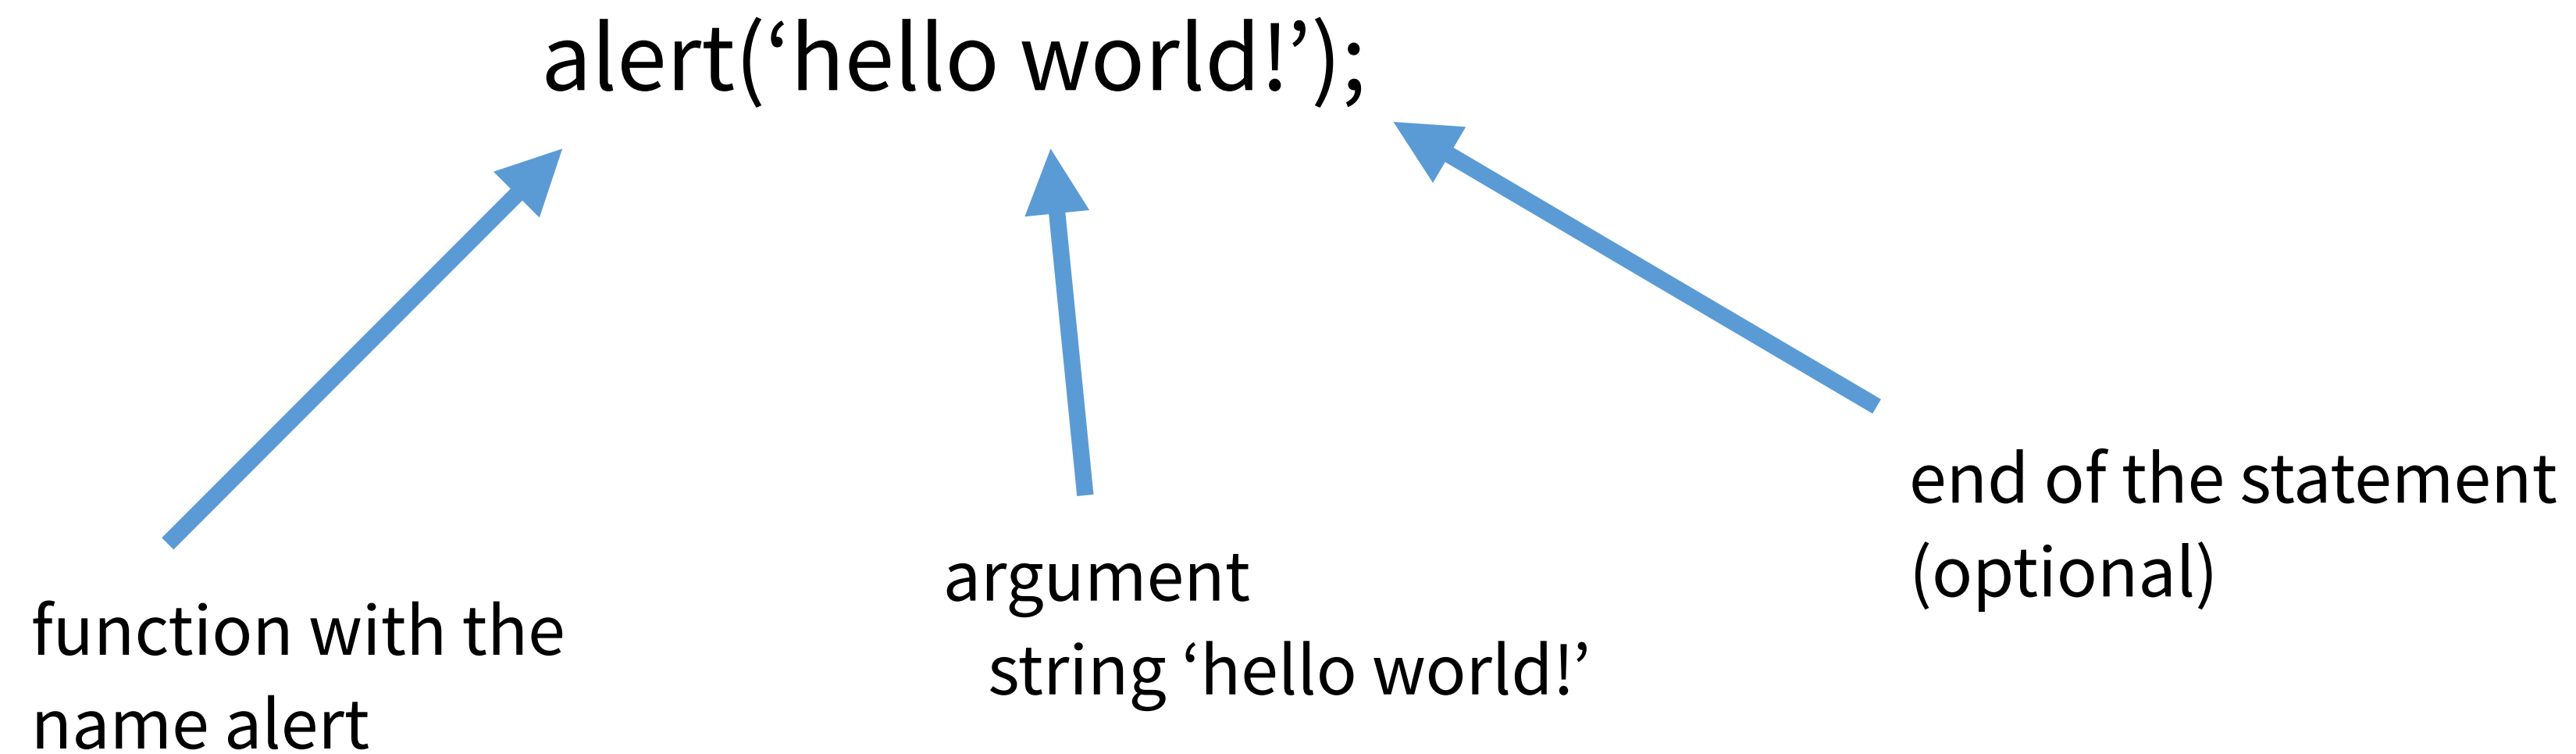 alert(‘hello world!’);
function with the
name alert
argument
string ‘hello world!’
end of the statement
(optional)